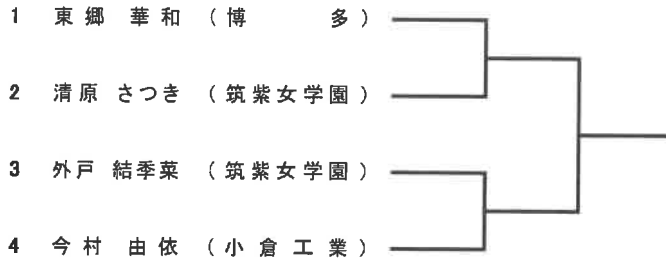 1 東郷 華和 (博 多)
2 清原 さつき (筑紫女学園)
3 外戸 結季菜 (筑紫女学園)
4 今村 由依 (小倉工業)